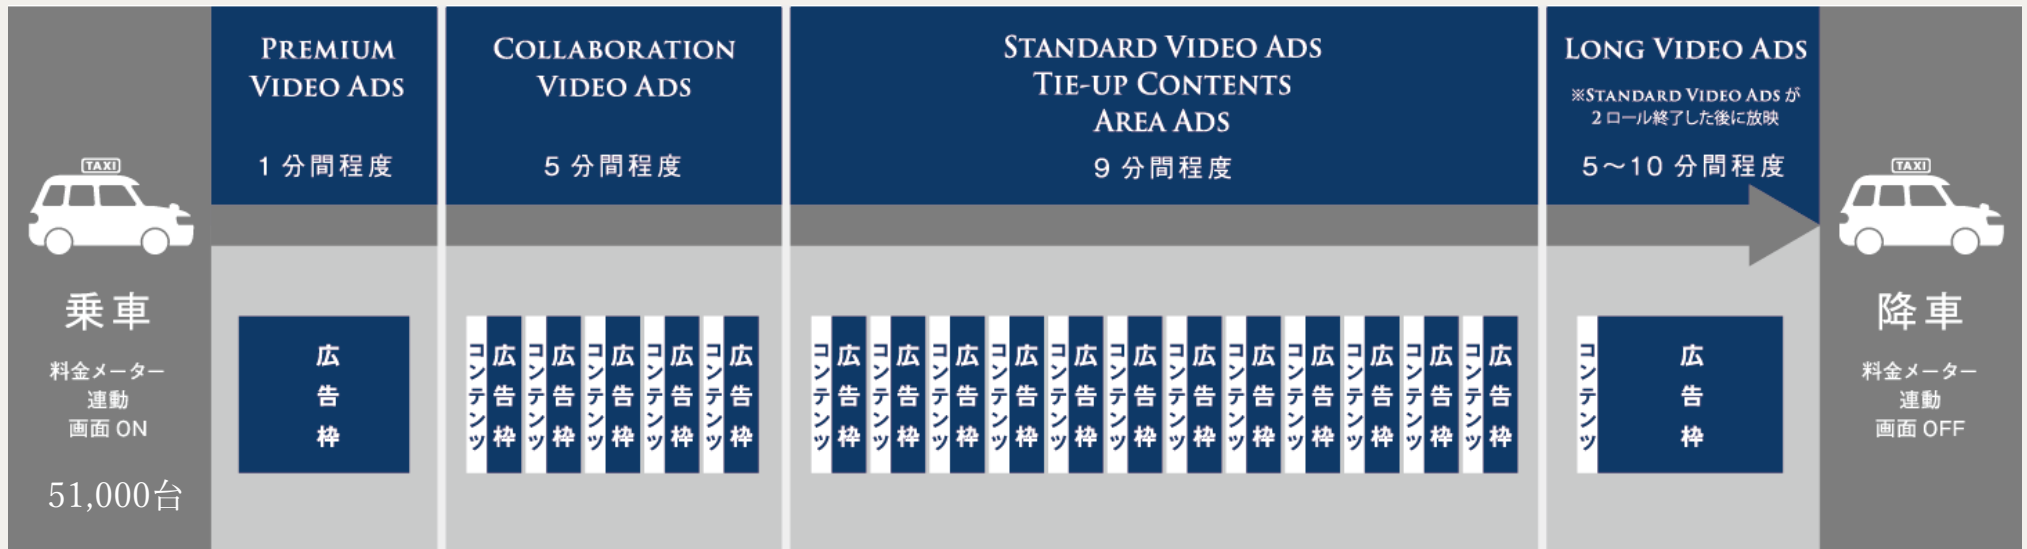 TAXI
乗車
料金メーター
連動
画面 ON
51,000台
PREMIUM
VIDEO ADS
1 分間程度
広告枠
COLLABORATION
VIDEO ADS
5 分間程度
コンテンツ
広告枠
コンテンツ
広告枠
コンテンツ
広告枠
コンテンツ
広告枠
コンテンツ
広告枠
STANDARD VIDEO ADS
TIE-UP CONTENTS
AREA ADS
9 分間程度
コンテンツ
広告枠
コンテンツ
広告枠
コンテンツ
広告枠
コンテンツ
広告枠
コンテンツ
広告枠
コンテンツ
広告枠
コンテンツ
広告枠
コンテンツ
広告枠
コンテンツ
広告枠
コンテンツ
広告枠
コンテンツ
広告枠
コンテンツ
広告枠
LONG VIDEO ADS
※STANDARD VIDEO ADS が
2 ロール終了した後に放映
5～10 分間程度
コンテンツ
広告枠
TAXI
降車
料金メーター
連動
画面 OFF